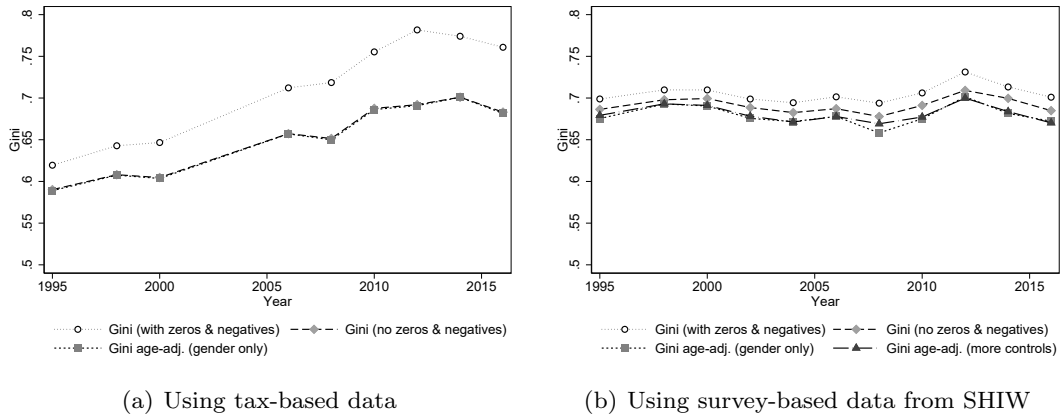 .8
.75
.7
.65
.6
.55
.5
Gini
1995 2000 2005 2010 2015
Year
Gini (with zeros & negatives) Gini (no zeros & negatives)
Gini age-adj. (gender only)
(a) Using tax-based data
.8
.75
.7
.65
.6
.55
.5
Gini
1995 2000 2005 2010 2015
Year
Gini (with zeros & negatives) Gini (no zeros & negatives)
Gini age-adj. (gender only) Gini age-adj. (more controls)
(b) Using survey-based data from SHIW